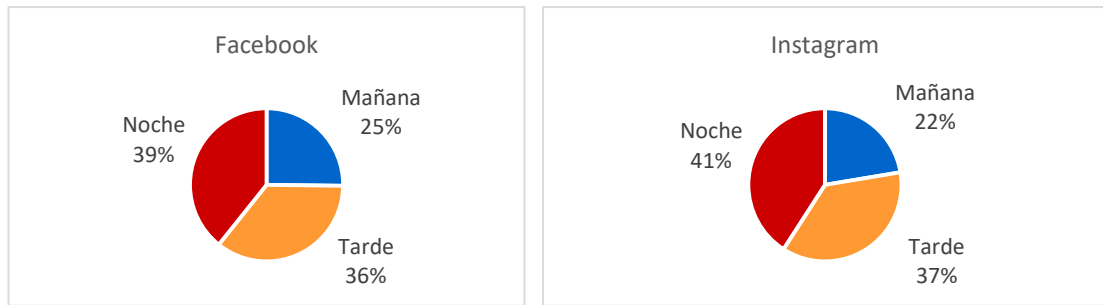 Facebook
Mañana
25%
Noche
39%
Tarde
36%
Instagram
Mañana
22%
Noche
41%
Tarde
37%